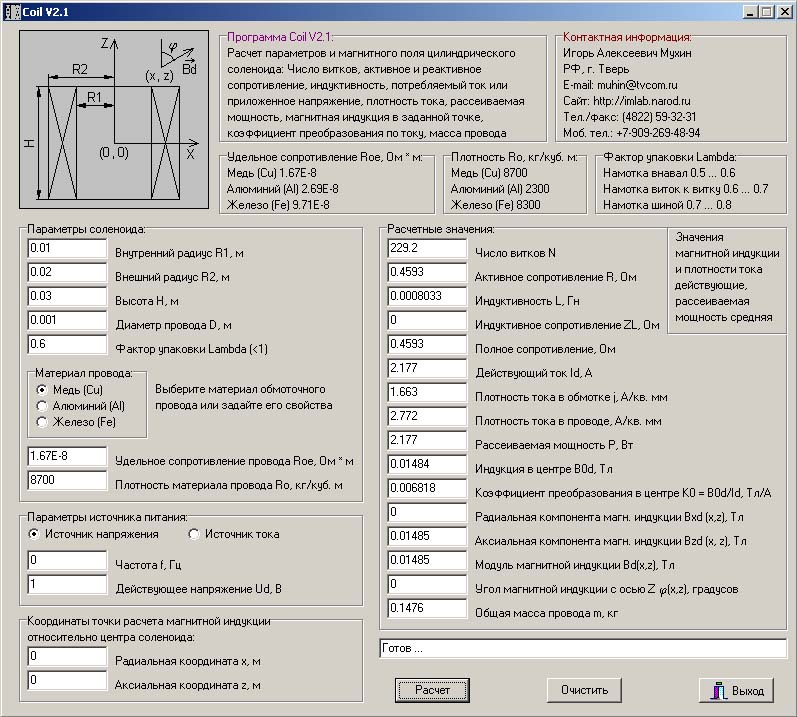 Coil V2.1
Z
φ
Bd
R2
(x, z)
R1
H
(0, 0)
X
Программа Coil V2.1:
Расчет параметров и магнитного поля цилиндрического
соленоида: Число витков, активное и реактивное
сопротивление, индуктивность, потребляемый ток или
приложенное напряжение, плотность тока, рассеиваемая
мощность, магнитная индукция в заданной точке,
коэффициент преобразования по току, масса провода
Контактная информация:
Игорь Алексеевич Мухин
РФ, г. Тверь
E-mail: muhin@tvcom.ru
Сайт: http://imlab.narod.ru
Тел./факс: (4822) 59-32-31
Моб. тел.: +7-909-269-48-94
Удельное сопротивление Roe, Ом * м:
Медь (Cu) 1.67E-8
Алюминий (Al) 2.69E-8
Железо (Fe) 9.71E-8
Плотность Ro, кг/куб. м:
Медь (Cu) 8700
Алюминий (Al) 2300
Железо (Fe) 8300
Фактор упаковки Lambda:
Намотка внавал 0.5 ... 0.6
Намотка виток к витку 0.6 ... 0.7
Намотка шиной 0.7 ... 0.8
Параметры соленоида:
0.01 Внутренний радиус R1, м
0.02 Внешний радиус R2, м
0.03 Высота H, м
0.001 Диаметр провода D, м
0.6 Фактор упаковки Lambda (<1)
Материал провода:
Медь (Cu)
Алюминий (Al)
Железо (Fe)
Выберите материал обмоточного
провода или задайте его свойства
1.67E-8 Удельное сопротивление провода Roe, Ом * м
8700 Плотность материала провода Ro, кг/куб. м
Параметры источника питания:
Источник напряжения Источник тока
0 Частота f, Гц
1 Действующее напряжение Ud, В
Координаты точки расчета магнитной индукции
относительно центра соленоида:
0 Радиальная координата x, м
0 Аксиальная координата z, м
Расчетные значения:
229.2 Число витков N
0.4593 Активное сопротивление R, Ом
0.0008033 Индуктивность L, Гн
0 Индуктивное сопротивление ZL, Ом
0.4593 Полное сопротивление, Ом
2.177 Действующий ток Id, А
1.663 Плотность тока в обмотке j, А/кв. мм
2.772 Плотность тока в проводе, А/кв. мм
2.177 Рассеиваемая мощность P, Вт
0.01484 Индукция в центре B0d, Тл
0.006818 Коэффициент преобразования в центре K0 = B0d/Id, Тл/А
0 Радиальная компонента магн. индукции Bxd (x,z), Тл
0.01485 Аксиальная компонента магн. индукции Bzd (x, z), Тл
0.01485 Модуль магнитной индукции Bd(x,z), Тл
0 Угол магнитной индукции с осью Z φ(x,z), градусов
0.1476 Общая масса провода m, кг
Значения
магнитной индукции
и плотности тока
действующие,
рассеиваемая
мощность средняя
Готов ...
Расчет
Очистить
Выход